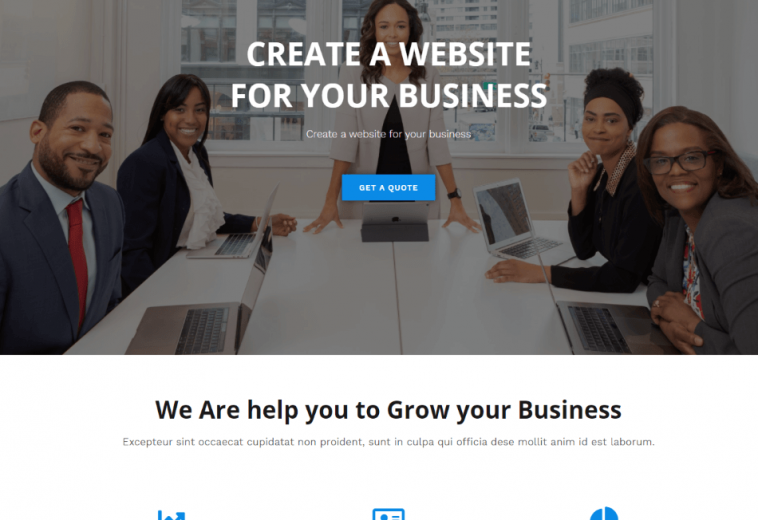 CREATE A WEBSITE
FOR YOUR BUSINESS
Create a website for your business
GET A QUOTE
We Are help you to Grow your Business
Excepteur sint occaecat cupidatat non proident, sunt in culpa qui officia dese mollit anim id est laborum.